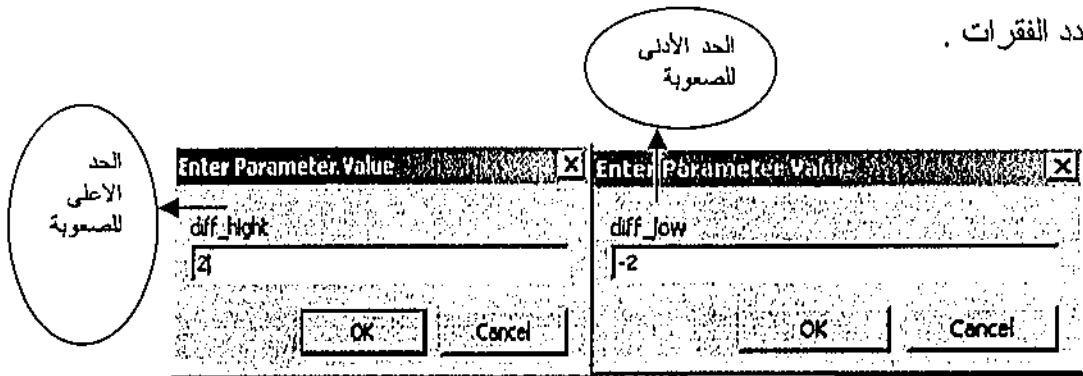 دد الفقرات .
الحد الأدنى
للصعوبة
الحد
الاعلى
للصعوبة
Enter Parameter Value
diff_hight
2
OK
Cancel
Enter Parameter Value
diff_low
-2
OK
Cancel